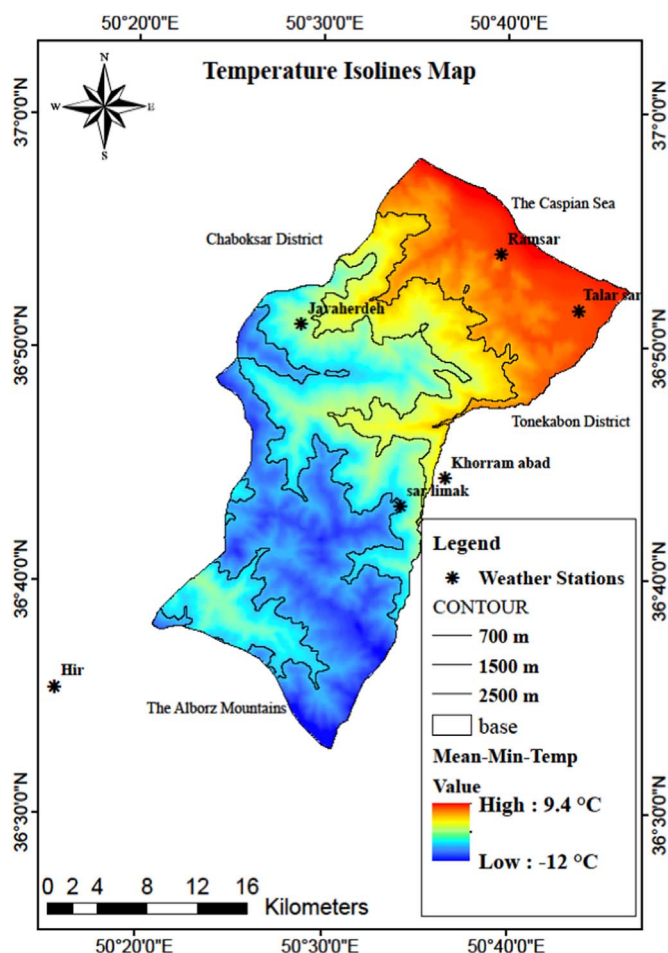 50°20'0"E 50°30'0"E 50°40'0"E
Temperature Isolines Map
N
W E
S
37°0'0"N 37°0'0"N
The Caspian Sea
Chaboksar District
Ramsar
Talar sar
Javaherdeh
36°50'0"N 36°50'0"N
Tonekabon District
Khorram abad
sar limak
Legend
Weather Stations
CONTOUR
700 m
1500 m
2500 m
base
Mean-Min-Temp
Value
High : 9.4 °C
Low : -12 °C
36°40'0"N 36°40'0"N
Hir
The Alborz Mountains
36°30'0"N 36°30'0"N
0 2 4 8 12 16
Kilometers
50°20'0"E 50°30'0"E 50°40'0"E